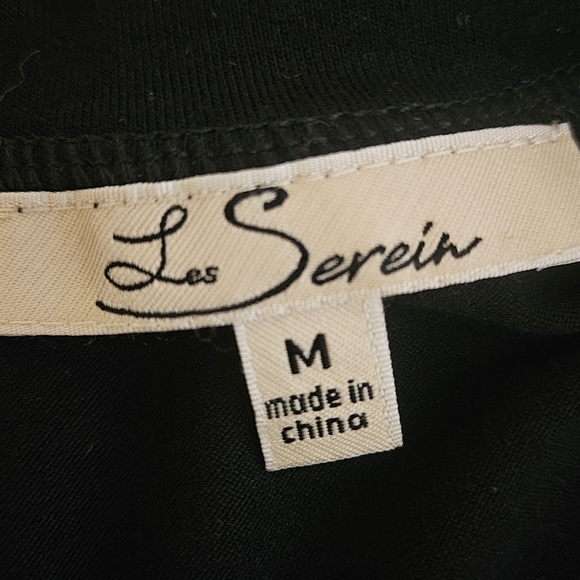 Les Serein
M
made in
china